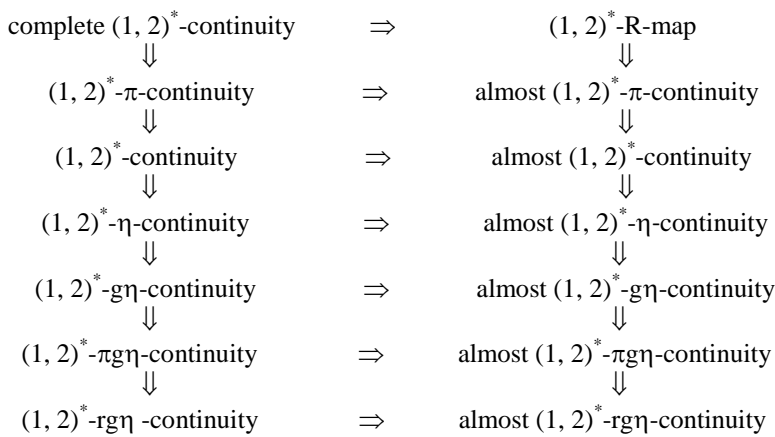 complete (1, 2)*-continuity ⇒ (1, 2)*-R-map
⇓ ⇓
(1, 2)*-π-continuity ⇒ almost (1, 2)*-π-continuity
⇓ ⇓
(1, 2)*-continuity ⇒ almost (1, 2)*-continuity
⇓ ⇓
(1, 2)*-η-continuity ⇒ almost (1, 2)*-η-continuity
⇓ ⇓
(1, 2)*-gη-continuity ⇒ almost (1, 2)*-gη-continuity
⇓ ⇓
(1, 2)*-πgη-continuity ⇒ almost (1, 2)*-πgη-continuity
⇓ ⇓
(1, 2)*-rgη -continuity ⇒ almost (1, 2)*-rgη-continuity